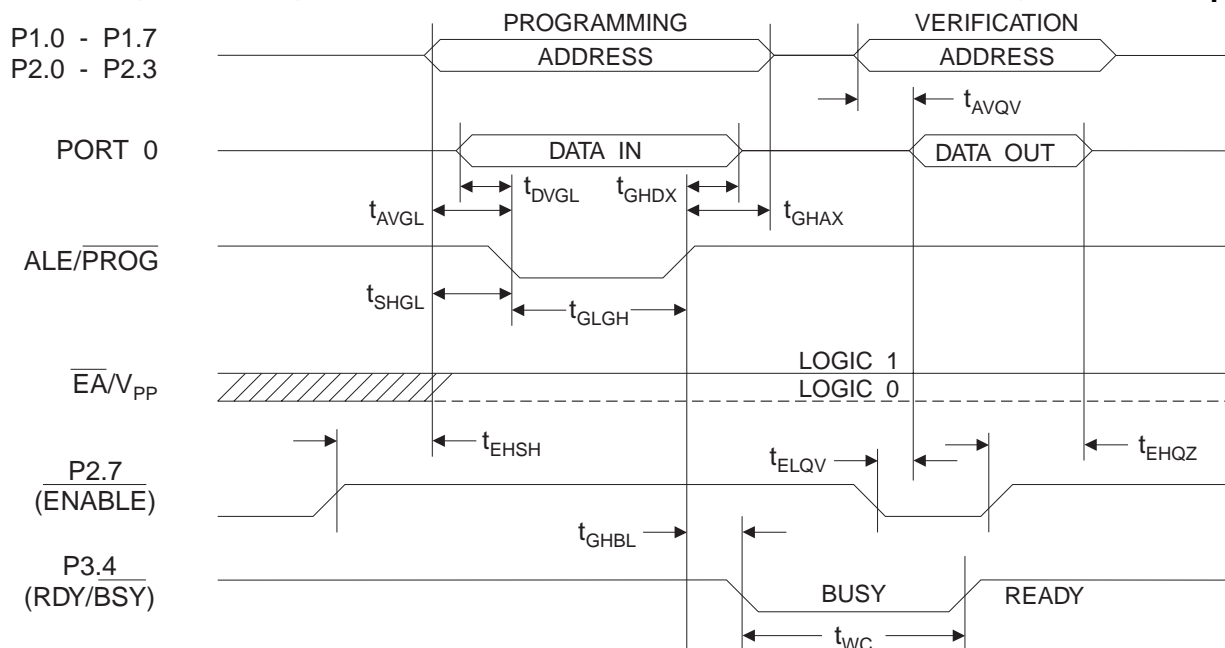 PROGRAMMING VERIFICATION
P1.0 - P1.7
P2.0 - P2.3
ADDRESS ADDRESS
tAVQV
PORT 0 DATA IN DATA OUT
tDVGL tGHDX
tAVGL tGHAX
ALE/PROG
tSHGL
tGLGH
EA/VPP
LOGIC 1
LOGIC 0
tEHSH tELQV tEHQZ
P2.7
(ENABLE)
tGHBL
P3.4
(RDY/BSY)
BUSY READY
tWC